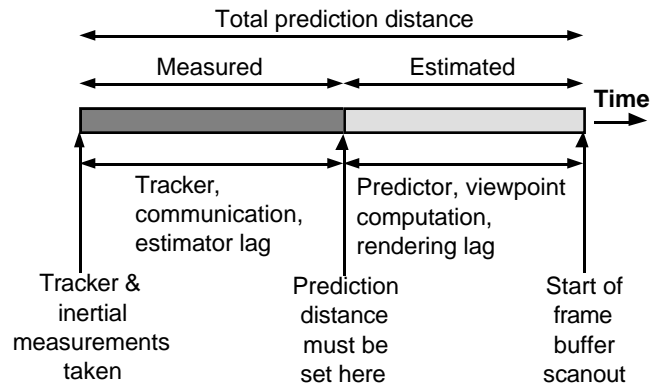 Total prediction distance
Measured
Estimated
Time
Tracker,
communication,
estimator lag
Predictor, viewpoint
computation,
rendering lag
Tracker &
inertial
measurements
taken
Prediction
distance
must be
set here
Start of
frame
buffer
scanout